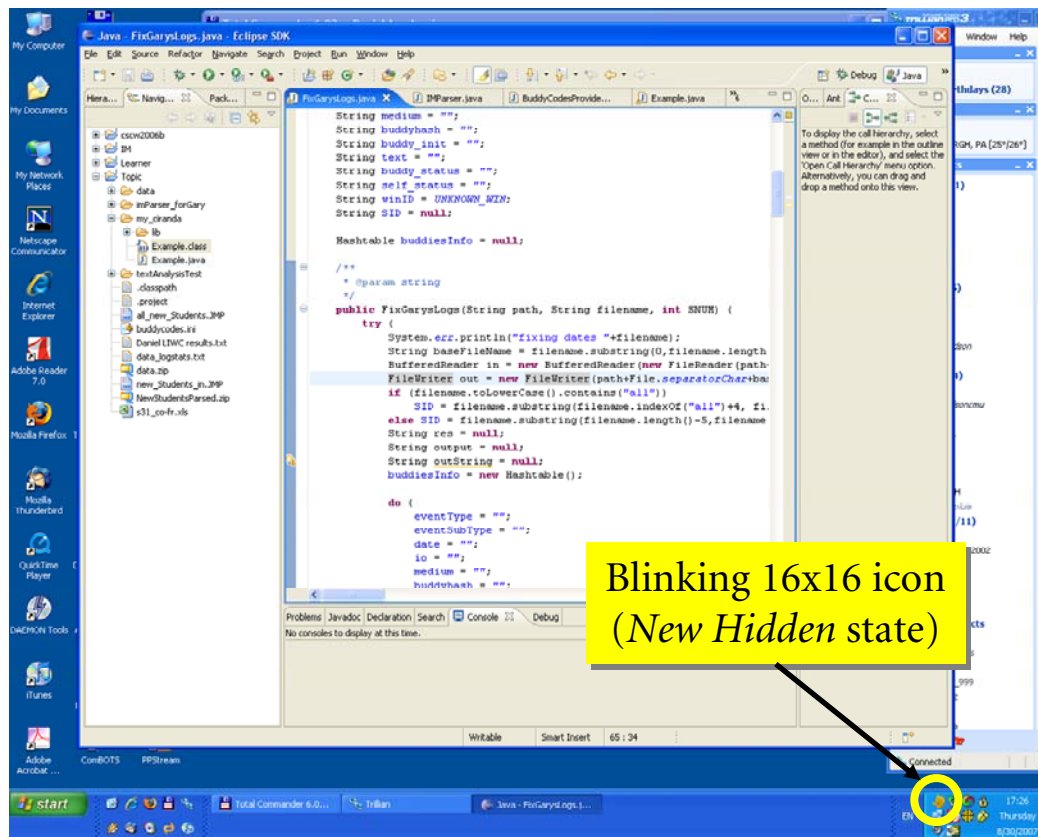 My Computer
My Documents
My Network
Places
Netscape
Communicator
Internet
Explorer
Adobe Reader
7.0
Mozilla Firefox
Mozilla
Thunderbird
QuickTime
Player
DAEMON Tools
iTunes
Adobe
Acrobat ...
ComBOTS
PPStream
Java - FixGarysLogs.java - Eclipse SDK
File Edit Source Refactor Navigate Search Project Run Window Help
Debug
Java
Window Help
Hera...
Navig...
Pack...
cscw2006b
IM
Learner
Topic
data
imParser_forGary
my_ciranda
lib
Example.class
Example.java
textAnalysisTest
.classpath
.project
all_new_Students.JMP
buddycodes.ini
Daniel LIWC results.txt
data_logstats.txt
data.zip
new_Students_in.JMP
NewStudentsParsed.zip
s31_co-fr.xls
FixGarysLogs.java
IMParser.java
BuddyCodesProvide...
Example.java
String medium = "";
String buddyhash = "";
String buddy_init = "";
String text = "";
String buddy_status = "";
String self_status = "";
String winID = UNKNOWN_WIN;
String SID = null;
Hashtable buddiesInfo = null;
/**
* @param string
*/
public FixGarysLogs(String path, String filename, int SNUM) {
try {
System.err.println("fixing dates "+filename);
String baseFileName = filename.substring(0,filename.length
BufferedReader in = new BufferedReader(new FileReader(path
FileWriter out = new FileWriter(path+File.separatorChar+bas
if (filename.toLowerCase().contains("all"))
SID = filename.substring(filename.indexOf("all")+4, fi
else SID = filename.substring(filename.length()-5,filename
String res = null;
String output = null;
String outString = null;
buddiesInfo = new Hashtable();
do {
eventType = "";
eventSubType = "";
date = "";
io = "";
medium = "";
buddyhash = "";
O...
Ant
C...
To display the call hierarchy, select
a method (for example in the outline
view or in the editor), and select the
'Open Call Hierarchy' menu option.
Alternatively, you can drag and
drop a method onto this view.
thdays (28)
RGH, PA [25°/26°]
Problems Javadoc Declaration Search Console Debug
No consoles to display at this time.
Writable
Smart Insert
65 : 34
Blinking 16x16 icon
(New Hidden state)
Connected
start
Total Commander 6.0...
Trillian
Java - FixGarysLogs.j...
EN
17:26
Thursday
8/30/2007